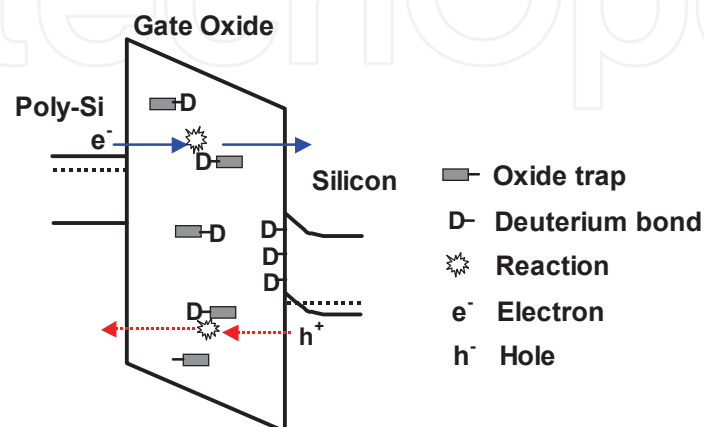 Gate Oxide
Poly-Si
D
e-
D
Silicon
D
D
D
D
D
h+
Oxide trap
D- Deuterium bond
Reaction
e- Electron
h- Hole